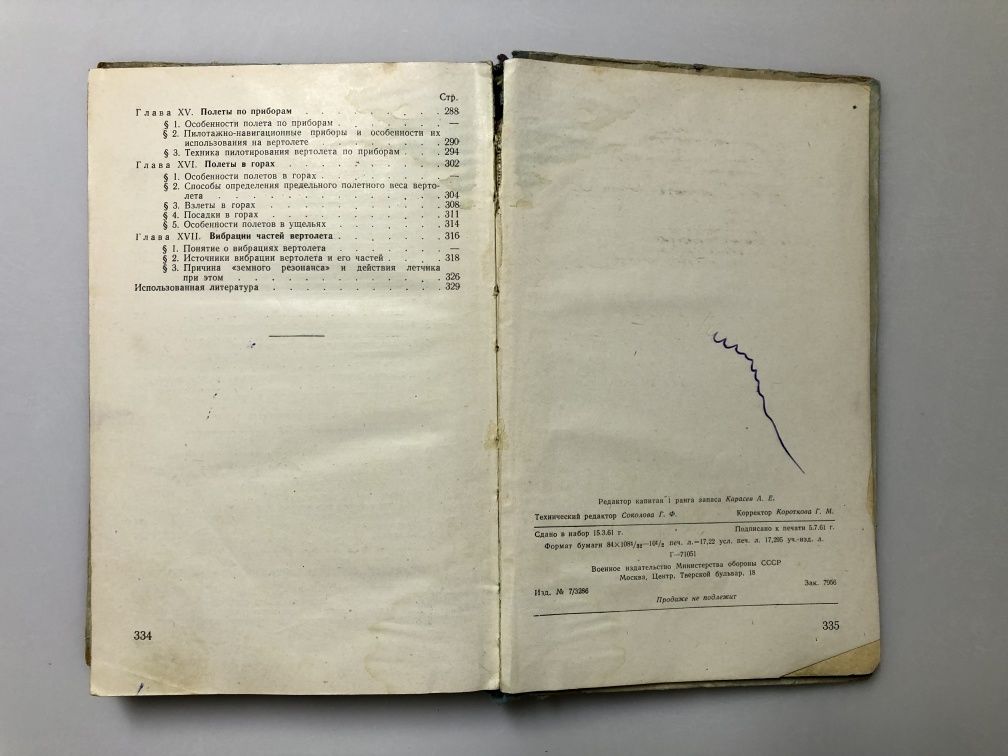 Стр.
Глава XV. Полеты по приборам . . . . . . . . . . . 288
§ 1. Особенности полета по приборам . . . . . . . —
§ 2. Пилотажно-навигационные приборы и особенности их
использования на вертолете . . . . . . . . . . 290
§ 3. Техника пилотирования вертолета по приборам . . . 294
Глава XVI. Полеты в горах . . . . . . . . . . . . 302
§ 1. Особенности полетов в горах . . . . . . . . . —
§ 2. Способы определения предельного полетного веса верто-
лета . . . . . . . . . . . . . . . . . . 304
§ 3. Взлеты в горах . . . . . . . . . . . . . . 308
§ 4. Посадки в горах . . . . . . . . . . . . . . 311
§ 5. Особенности полетов в ущельях . . . . . . . . 314
Глава XVII. Вибрации частей вертолета . . . . . . . . 316
§ 1. Понятие о вибрациях вертолета . . . . . . . . —
§ 2. Источники вибрации вертолета и его частей . . . . 318
§ 3. Причина «земного резонанса» и действия летчика
при этом . . . . . . . . . . . . . . . . 326
Использованная литература . . . . . . . . . . . . . 329
334
Редактор капитан 1 ранга запаса Карасев А. Е.
Технический редактор Соколова Г. Ф. Корректор Короткова Г. М.
Сдано в набор 15.3.61 г. Подписано к печати 5.7.61 г.
Формат бумаги 84×108¹/₃₂—10¹/₂ печ. л.=17,22 усл. печ. л. 17,295 уч.-изд. л.
Г—71051
Военное издательство Министерства обороны СССР
Москва, Центр, Тверской бульвар, 18
Изд. № 7/3286 Зак. 7956
Продаже не подлежит
335